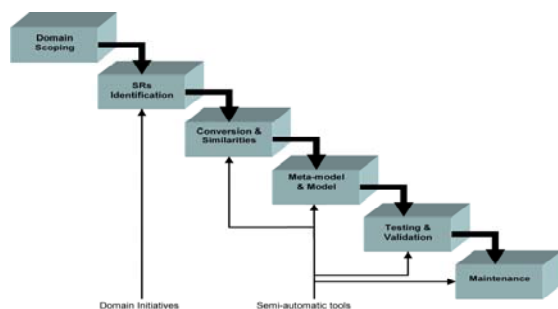 Domain
Scoping
SRs
Identification
Conversion &
Similarities
Meta-model
& Model
Testing &
Validation
Maintenance
Domain Initiatives
Semi-automatic tools